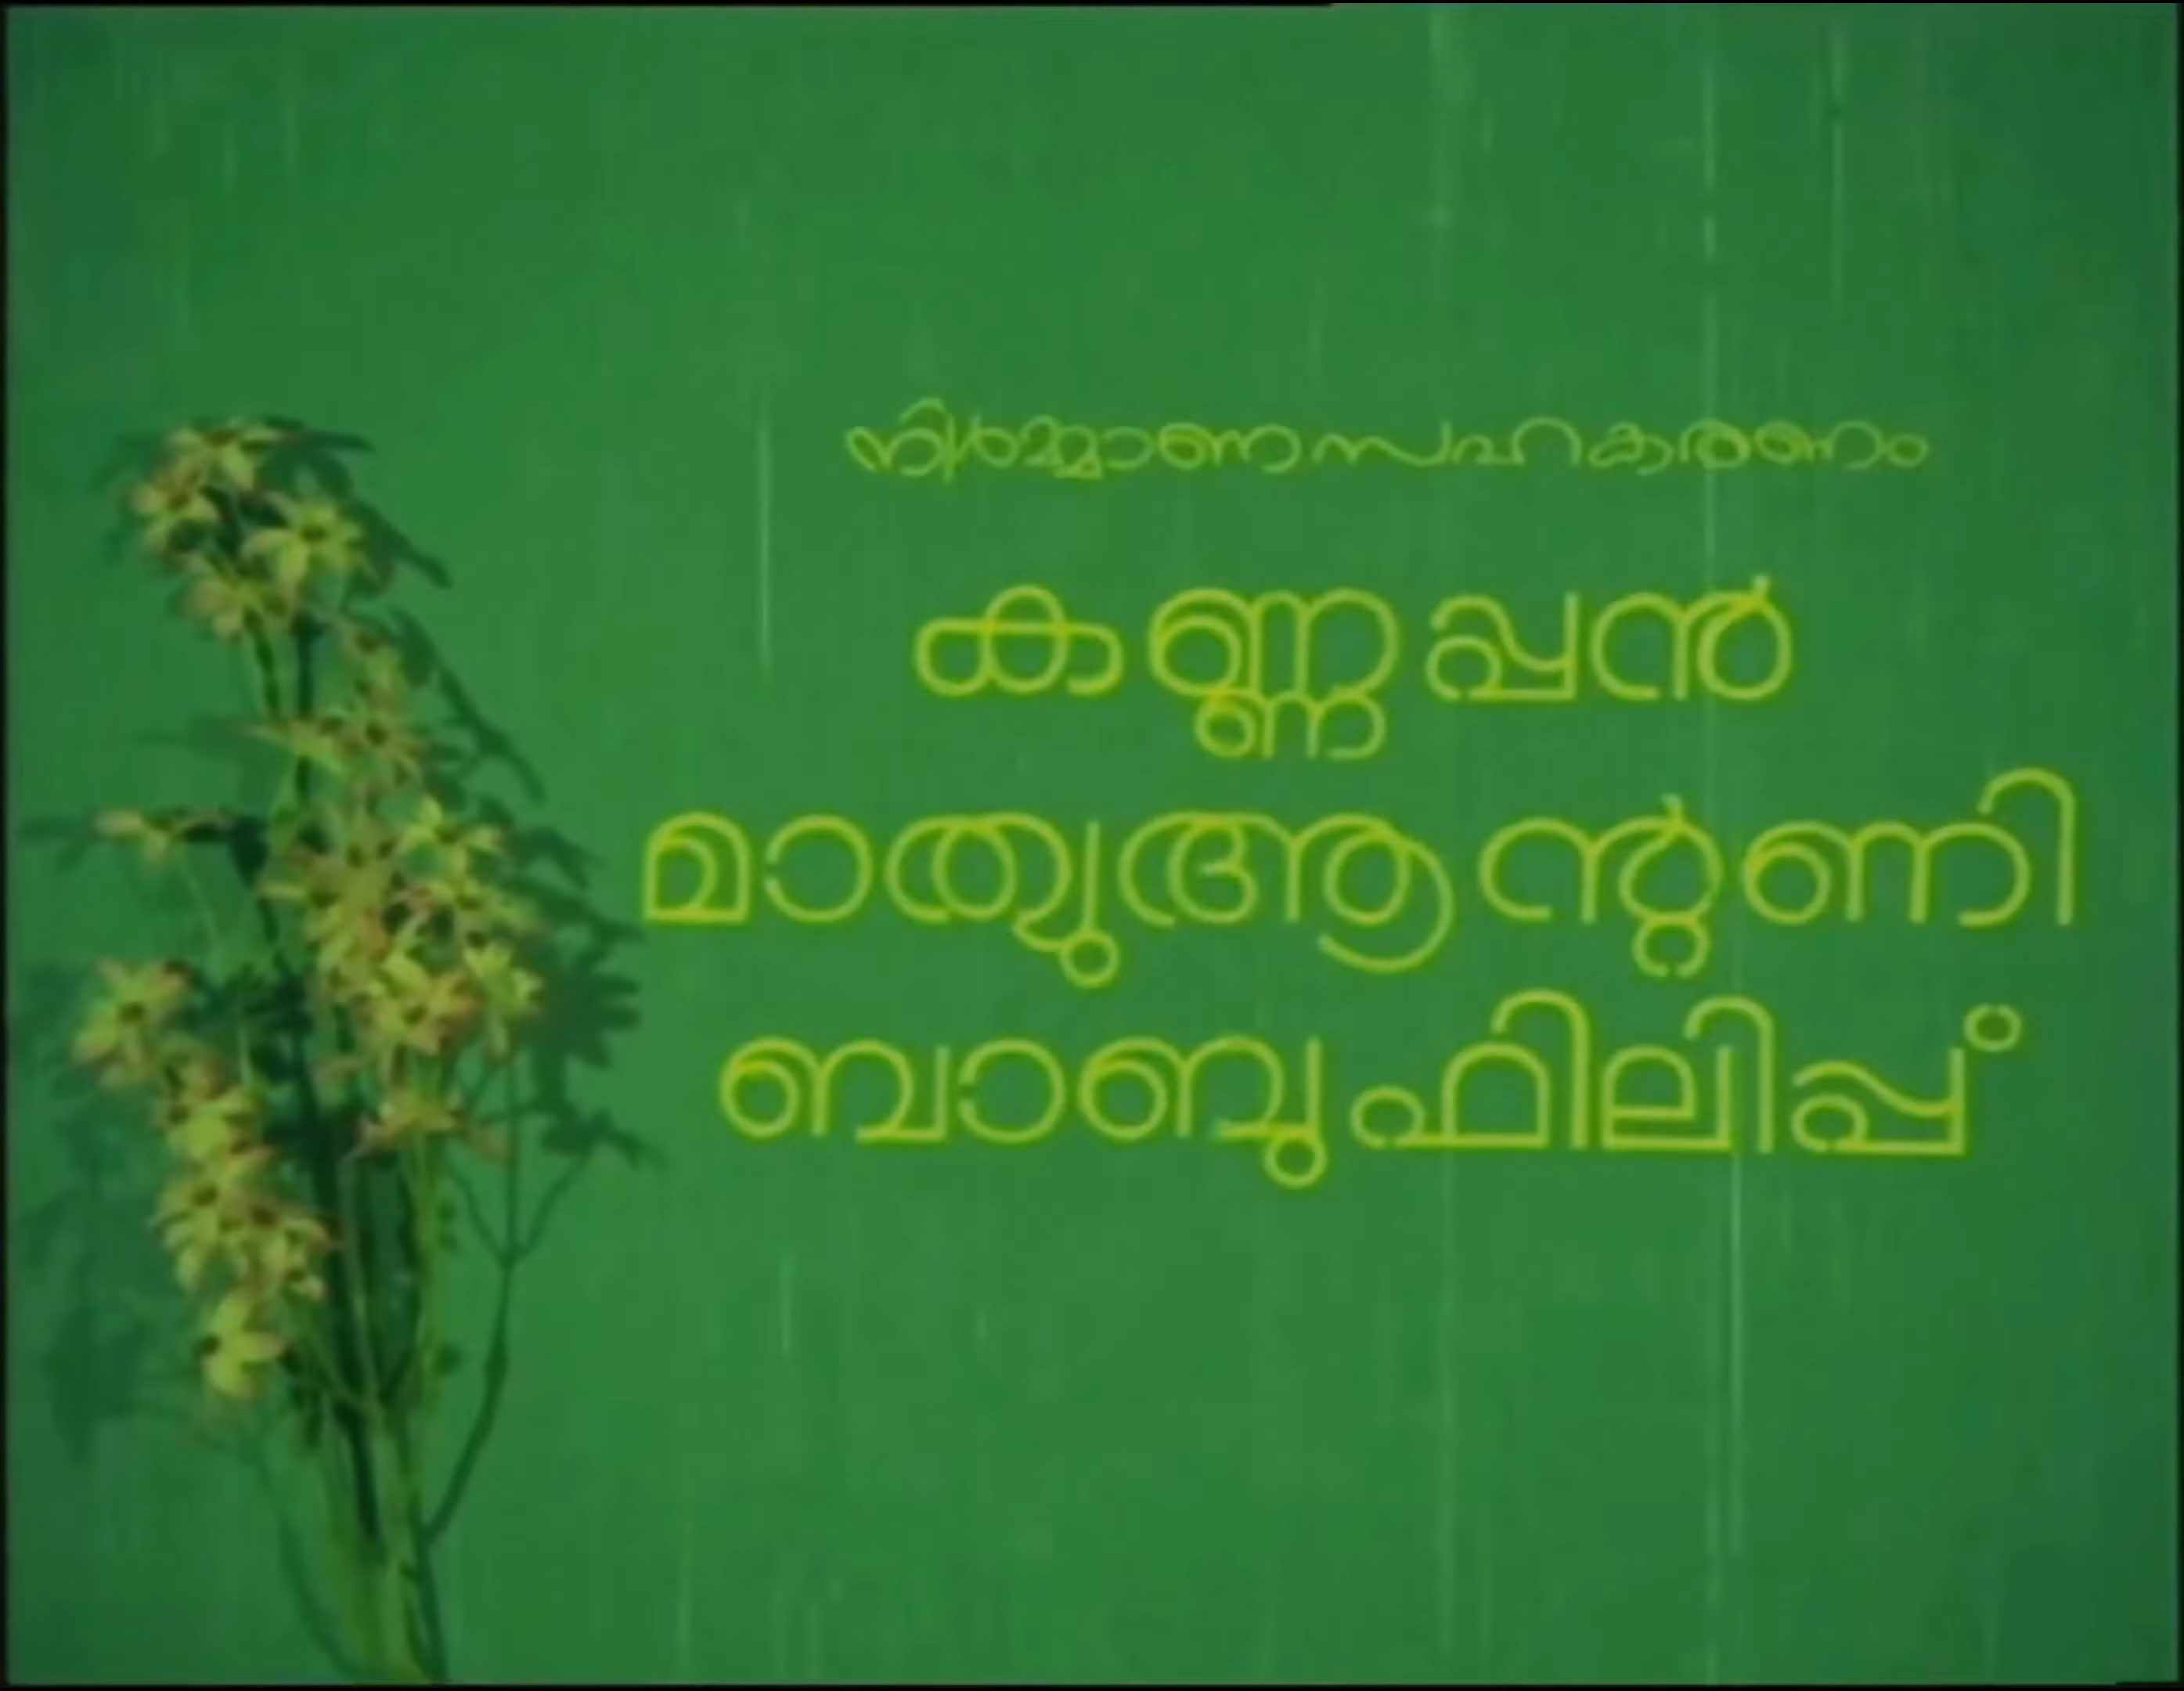 നിർമ്മാണ സഹകരണം
കണ്ണപ്പൻ
മാത്യു ആന്റണി
ബാബു ഫിലിപ്പ്